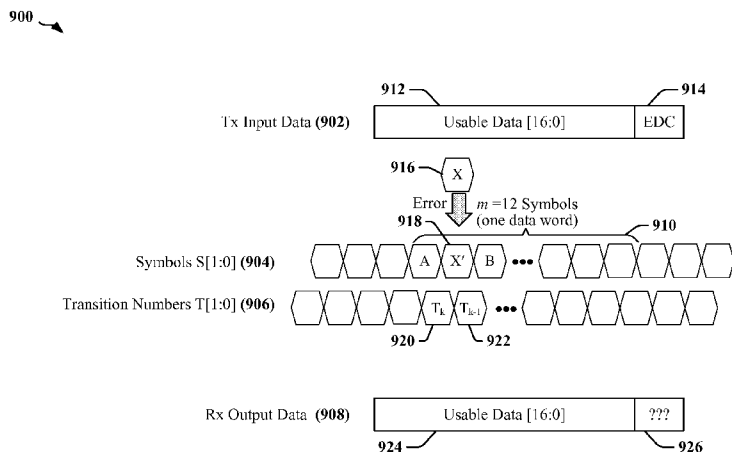 900
912
914
Tx Input Data (902)
Usable Data [16:0]
EDC
916
X
Error
m =12 Symbols
(one data word)
918
910
Symbols S[1:0] (904)
A
X′
B
•••
Transition Numbers T[1:0] (906)
Tk
Tk-1
•••
920
922
Rx Output Data (908)
Usable Data [16:0]
???
924
926